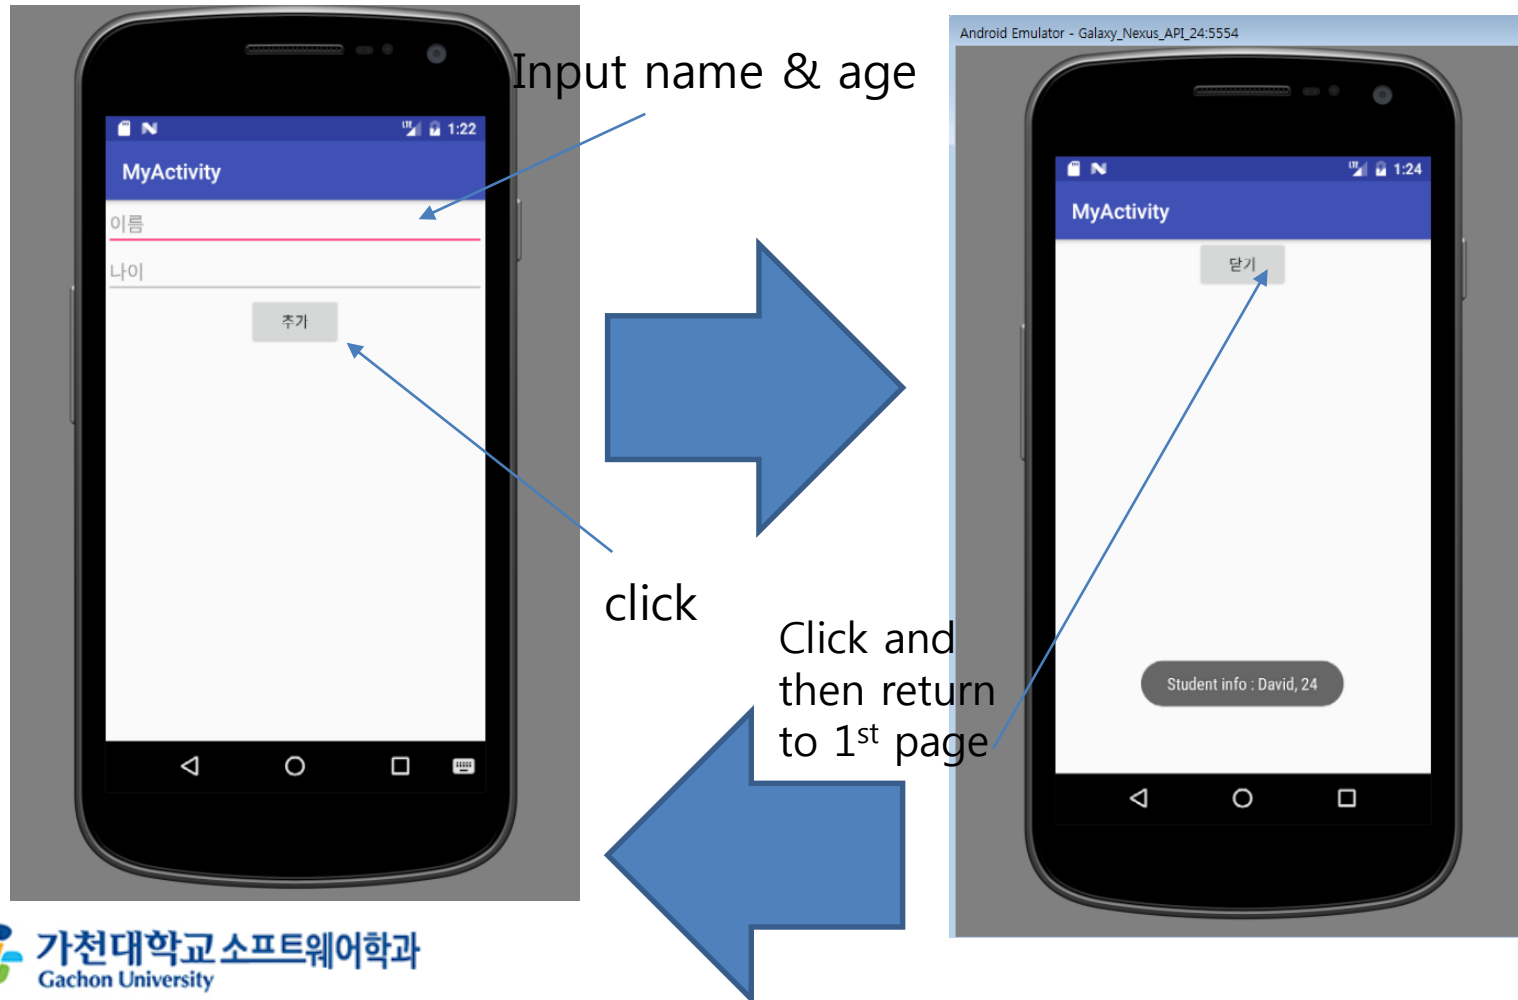 Input name & age
1:22
MyActivity
이름
나이
추가
click
Android Emulator - Galaxy_Nexus_API_24:5554
LTE 1:24
MyActivity
닫기
Student info : David, 24
Click and
then return
to 1st page
가천대학교 소프트웨어학과
Gachon University